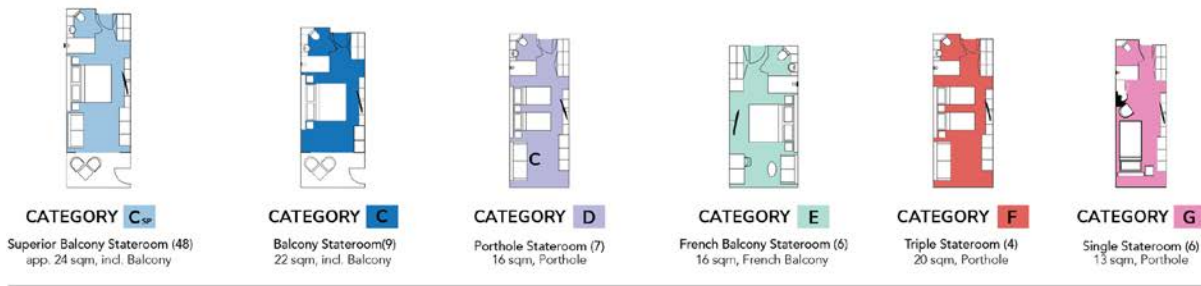 C
CATEGORY C SP
Superior Balcony Stateroom (48)
app. 24 sqm, incl. Balcony
CATEGORY C
Balcony Stateroom(9)
22 sqm, incl. Balcony
CATEGORY D
Porthole Stateroom (7)
16 sqm, Porthole
CATEGORY E
French Balcony Stateroom (6)
16 sqm, French Balcony
CATEGORY F
Triple Stateroom (4)
20 sqm, Porthole
CATEGORY G
Single Stateroom (6)
13 sqm, Porthole